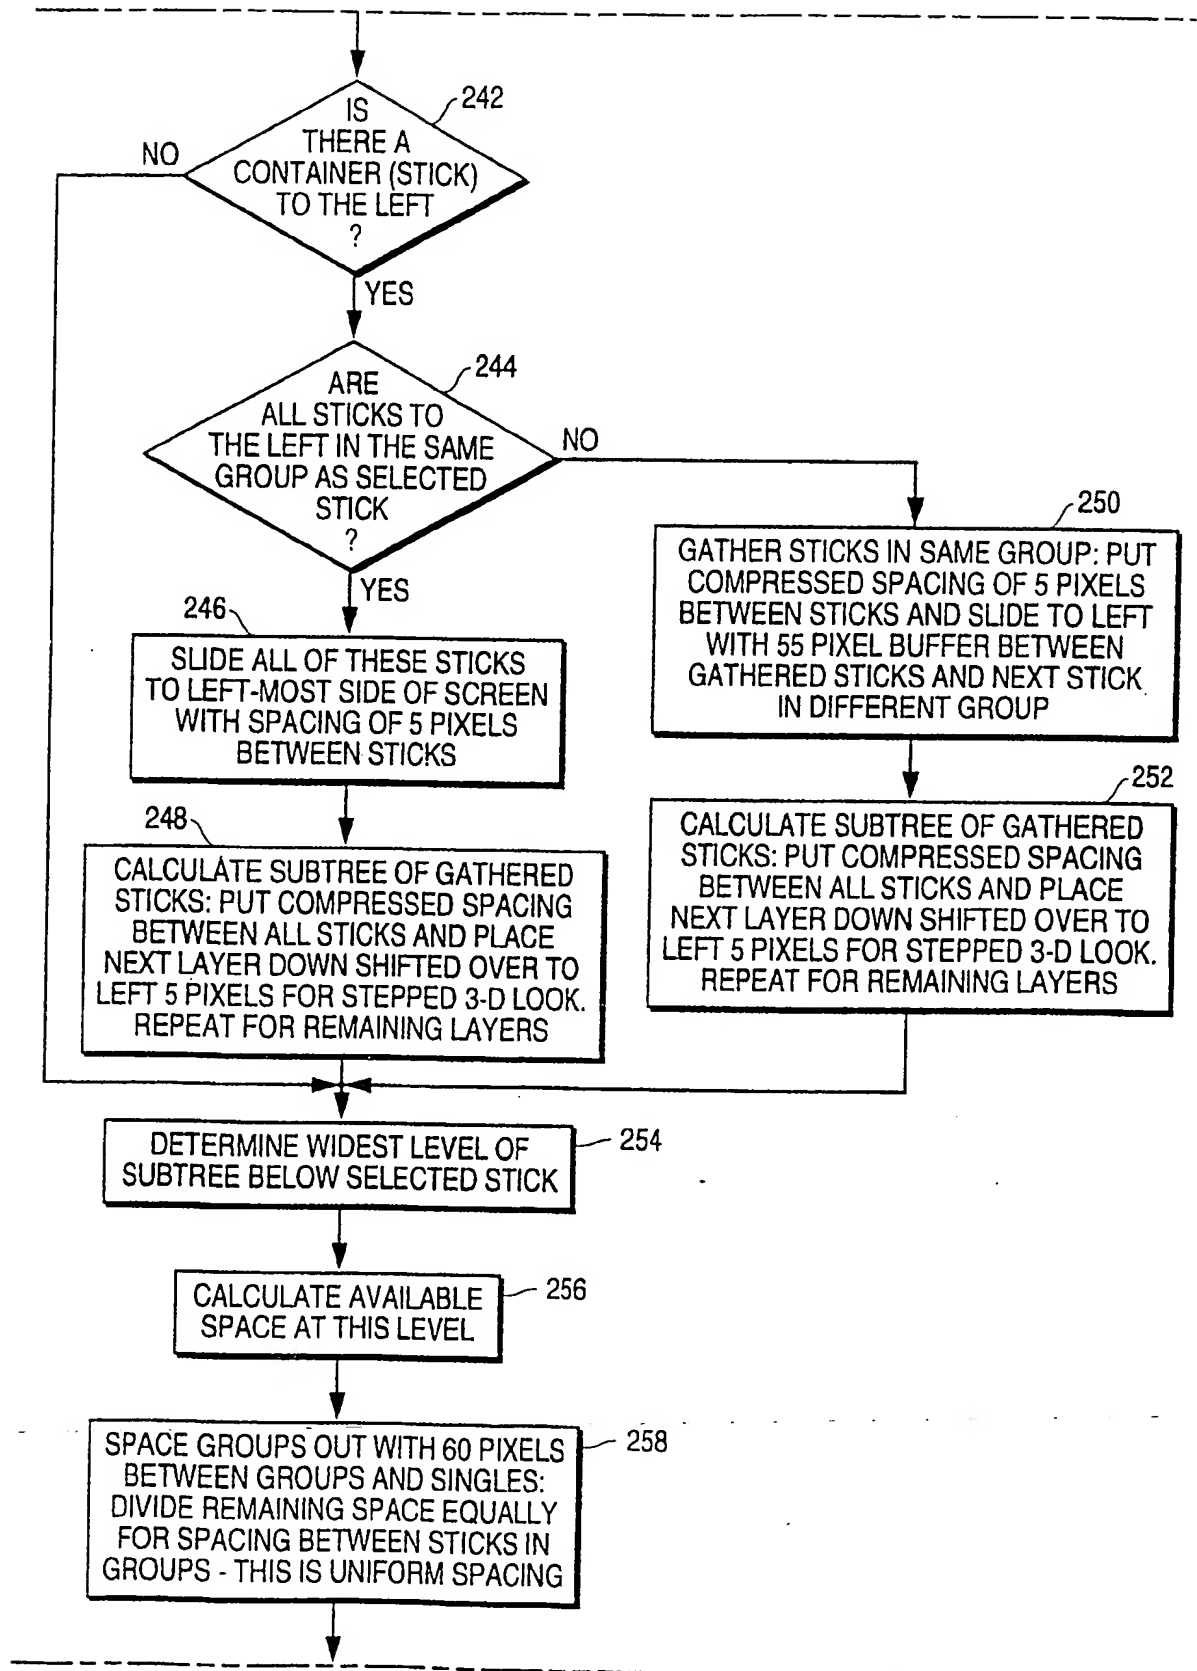 242
IS
THERE A
CONTAINER (STICK)
TO THE LEFT
?
NO
YES
244
ARE
ALL STICKS TO
THE LEFT IN THE SAME
GROUP AS SELECTED
STICK
?
NO
YES
246
SLIDE ALL OF THESE STICKS
TO LEFT-MOST SIDE OF SCREEN
WITH SPACING OF 5 PIXELS
BETWEEN STICKS
250
GATHER STICKS IN SAME GROUP: PUT
COMPRESSED SPACING OF 5 PIXELS
BETWEEN STICKS AND SLIDE TO LEFT
WITH 55 PIXEL BUFFER BETWEEN
GATHERED STICKS AND NEXT STICK
IN DIFFERENT GROUP
248
CALCULATE SUBTREE OF GATHERED
STICKS: PUT COMPRESSED SPACING
BETWEEN ALL STICKS AND PLACE
NEXT LAYER DOWN SHIFTED OVER TO
LEFT 5 PIXELS FOR STEPPED 3-D LOOK.
REPEAT FOR REMAINING LAYERS
252
CALCULATE SUBTREE OF GATHERED
STICKS: PUT COMPRESSED SPACING
BETWEEN ALL STICKS AND PLACE
NEXT LAYER DOWN SHIFTED OVER TO
LEFT 5 PIXELS FOR STEPPED 3-D LOOK.
REPEAT FOR REMAINING LAYERS
254
DETERMINE WIDEST LEVEL OF
SUBTREE BELOW SELECTED STICK
256
CALCULATE AVAILABLE
SPACE AT THIS LEVEL
258
SPACE GROUPS OUT WITH 60 PIXELS
BETWEEN GROUPS AND SINGLES:
DIVIDE REMAINING SPACE EQUALLY
FOR SPACING BETWEEN STICKS IN
GROUPS - THIS IS UNIFORM SPACING